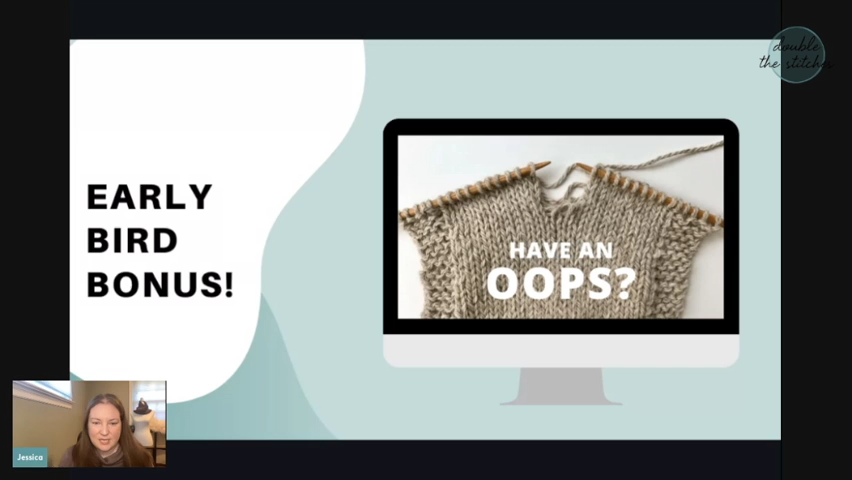 double
the stitches
EARLY
BIRD
BONUS!
HAVE AN
OOPS?
Jessica